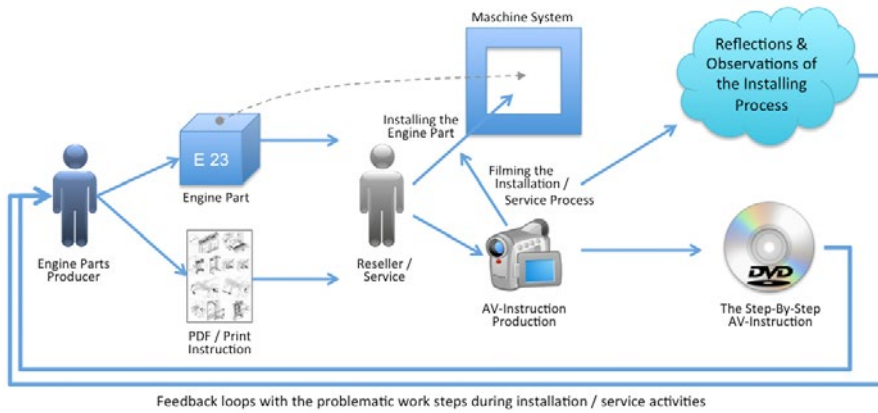 Maschine System
Reflections &
Observations of
the Installing
Process
Installing the
Engine Part
E 23
Engine Part
Filming the
Installation /
Service Process
Engine Parts
Producer
Reseller /
Service
PDF / Print
Instruction
AV-Instruction
Production
DVD
The Step-By-Step
AV-Instruction
Feedback loops with the problematic work steps during installation / service activities